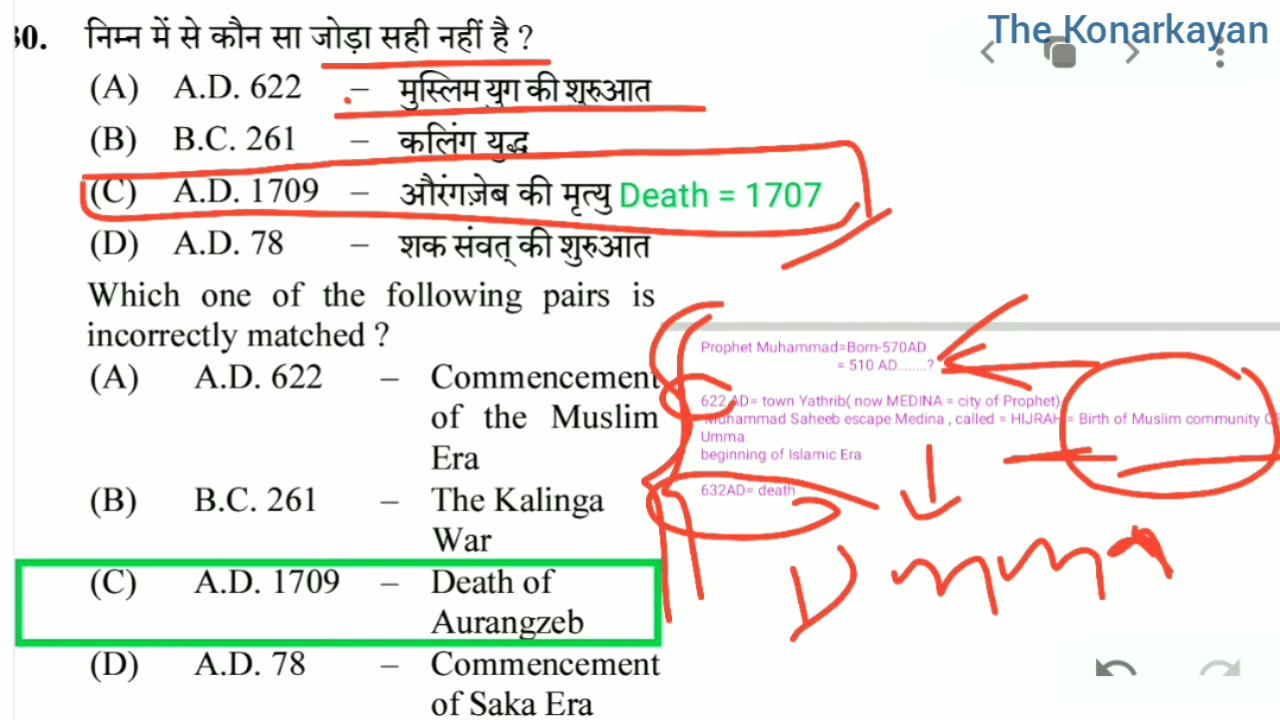 The Konarkayan
30. निम्न में से कौन सा जोड़ा सही नहीं है ?
(A) A.D. 622 – मुस्लिम युग की शुरुआत
(B) B.C. 261 – कलिंग युद्ध
(C) A.D. 1709 – औरंगज़ेब की मृत्यु Death = 1707
(D) A.D. 78 – शक संवत् की शुरुआत
Which one of the following pairs is
incorrectly matched ?
(A) A.D. 622 – Commencement
of the Muslim
Era
(B) B.C. 261 – The Kalinga
War
(C) A.D. 1709 – Death of
Aurangzeb
(D) A.D. 78 – Commencement
of Saka Era
Prophet Muhammad=Born-570AD
= 510 AD.......?
622 AD= town Yathrib( now MEDINA = city of Prophet)
Muhammad Saheeb escape Medina , called = HIJRAH = Birth of Muslim community
Umma
beginning of Islamic Era
632AD= death